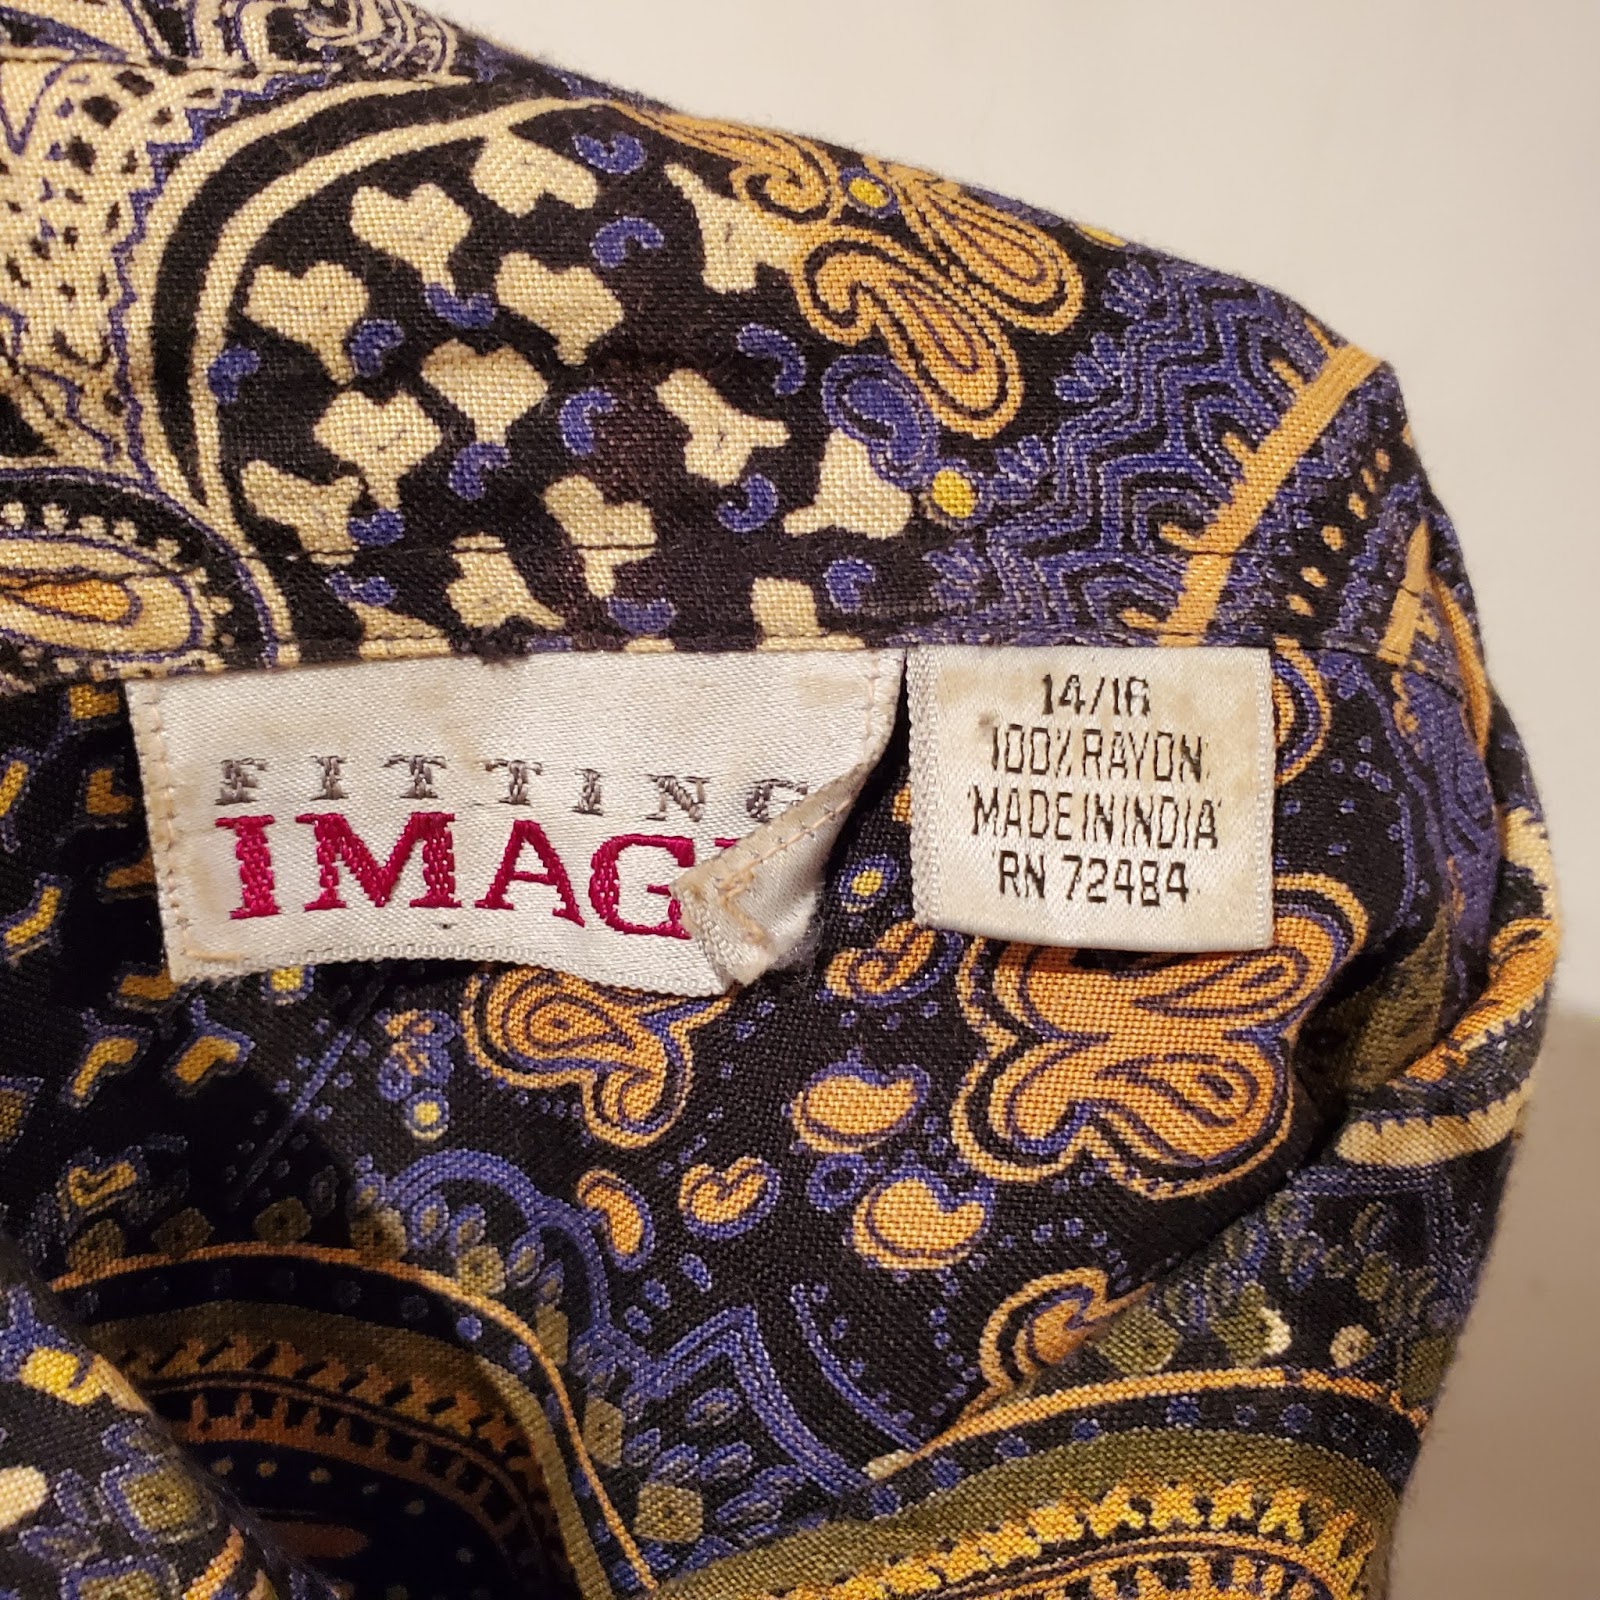 FITTING
IMAG
14/16
100% RAYON
MADE IN INDIA
RN 72484